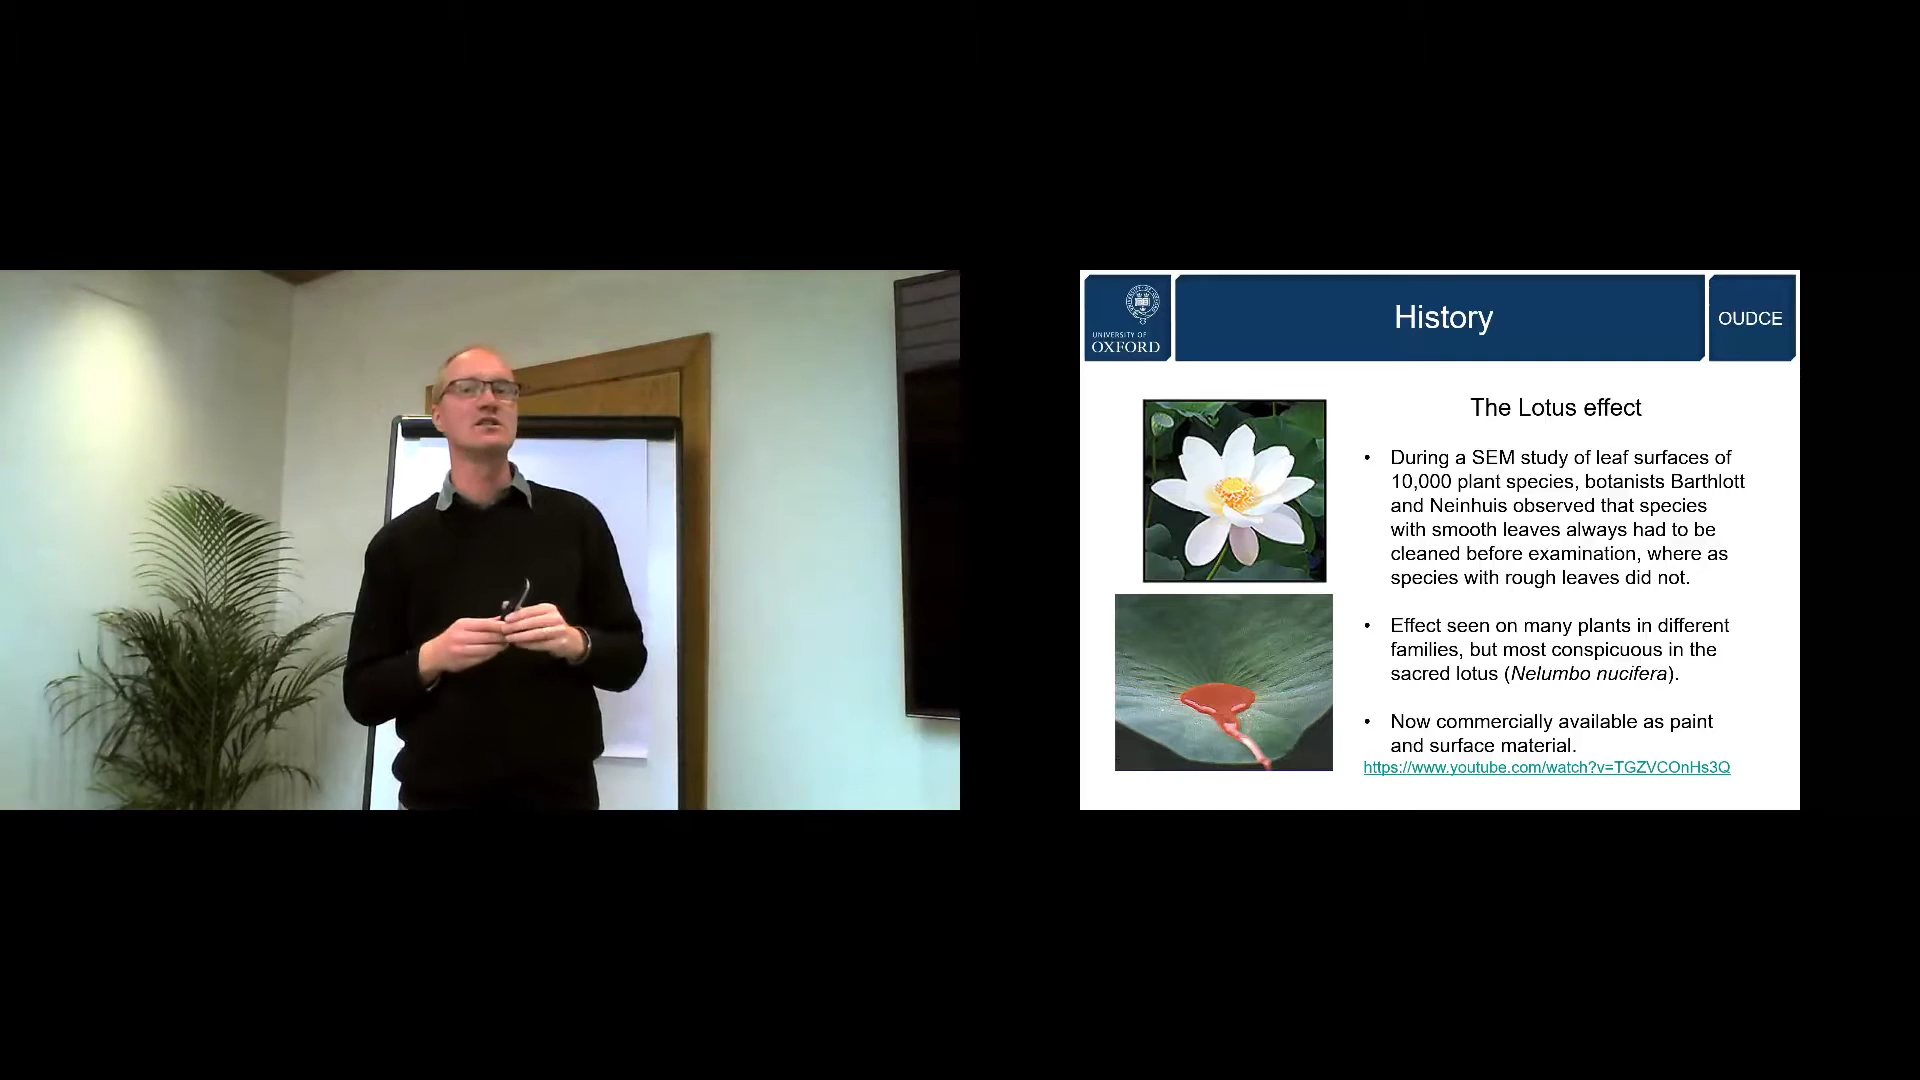 UNIVERSITY OF
OXFORD
History
OUDCE
The Lotus effect
• During a SEM study of leaf surfaces of
10,000 plant species, botanists Barthlott
and Neinhuis observed that species
with smooth leaves always had to be
cleaned before examination, where as
species with rough leaves did not.
• Effect seen on many plants in different
families, but most conspicuous in the
sacred lotus (Nelumbo nucifera).
• Now commercially available as paint
and surface material.
https://www.youtube.com/watch?v=TGZVCOnHs3Q